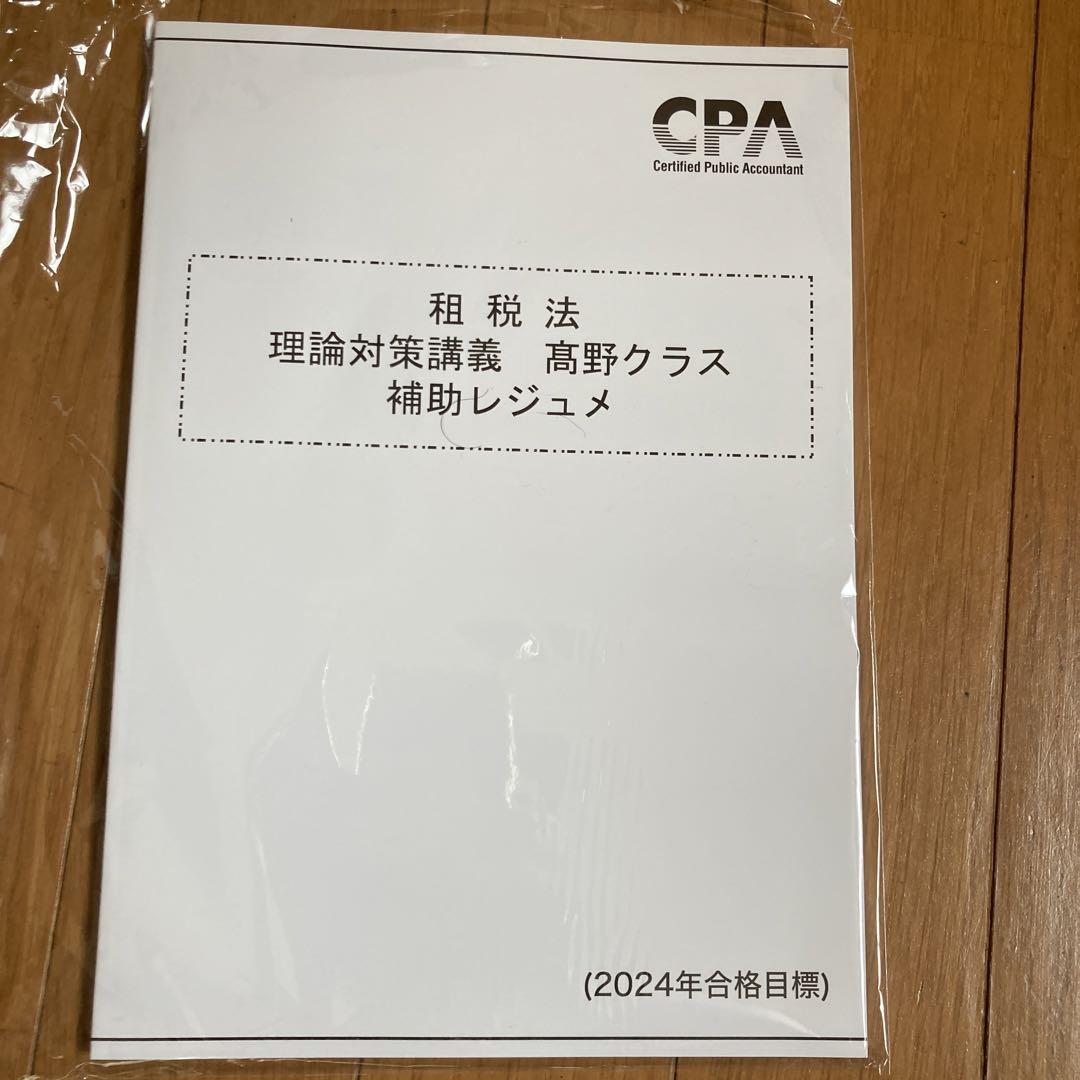 CPA
Certified Public Accountant
租税法
理論対策講義　髙野クラス
補助レジュメ
(2024年合格目標)